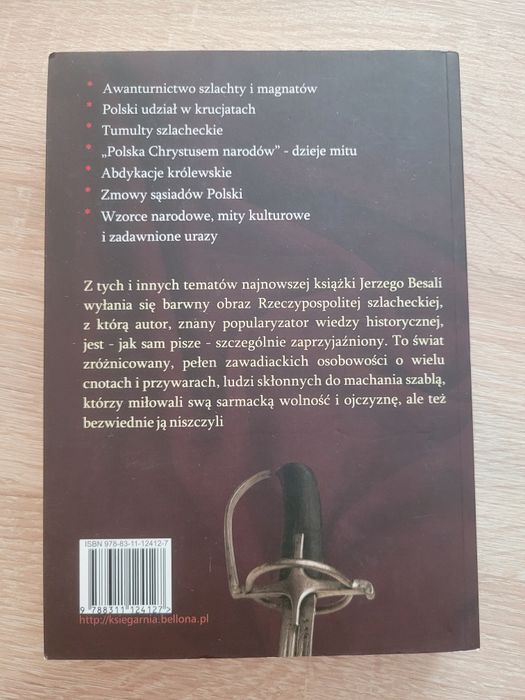 * Awanturnictwo szlachty i magnatów
* Polski udział w krucjatach
* Tumulty szlacheckie
* „Polska Chrystusem narodów” - dzieje mitu
* Abdykacje królewskie
* Zmowy sąsiadów Polski
* Wzorce narodowe, mity kulturowe
i zadawnione urazy
Z tych i innych tematów najnowszej książki Jerzego Besali
wyłania się barwny obraz Rzeczypospolitej szlacheckiej,
z którą autor, znany popularyzator wiedzy historycznej,
jest - jak sam pisze - szczególnie zaprzyjaźniony. To świat
zróżnicowany, pełen zawadiackich osobowości o wielu
cnotach i przywarach, ludzi skłonnych do machania szablą,
którzy miłowali swą sarmacką wolność i ojczyznę, ale też
bezwiednie ją niszczyli
ISBN 978-83-11-12412-7
9 788311 124127>
http://ksiegarnia.bellona.pl